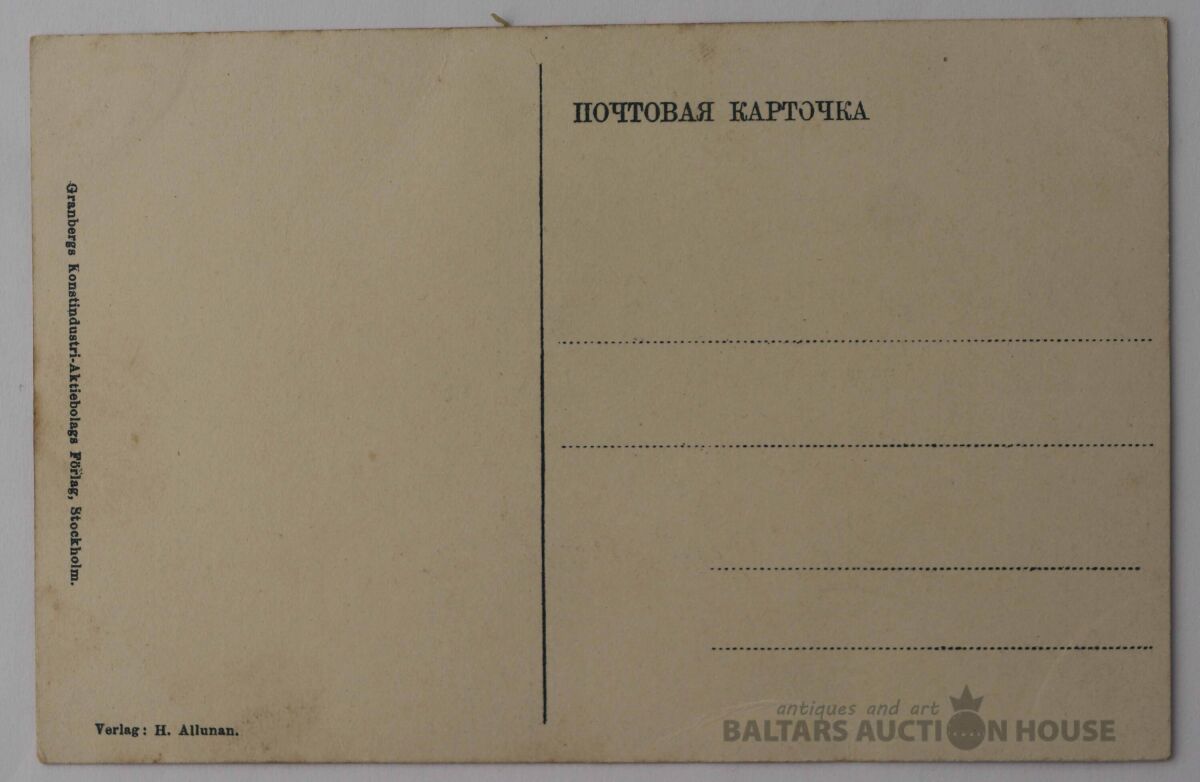 ПОЧТОВАЯ КАРТОЧКА
Granbergs Konstindustri-Aktiebolags Förlag, Stockholm.
Verlag: H. Allunan.
antiques and art
BALTARS AUCTION HOUSE